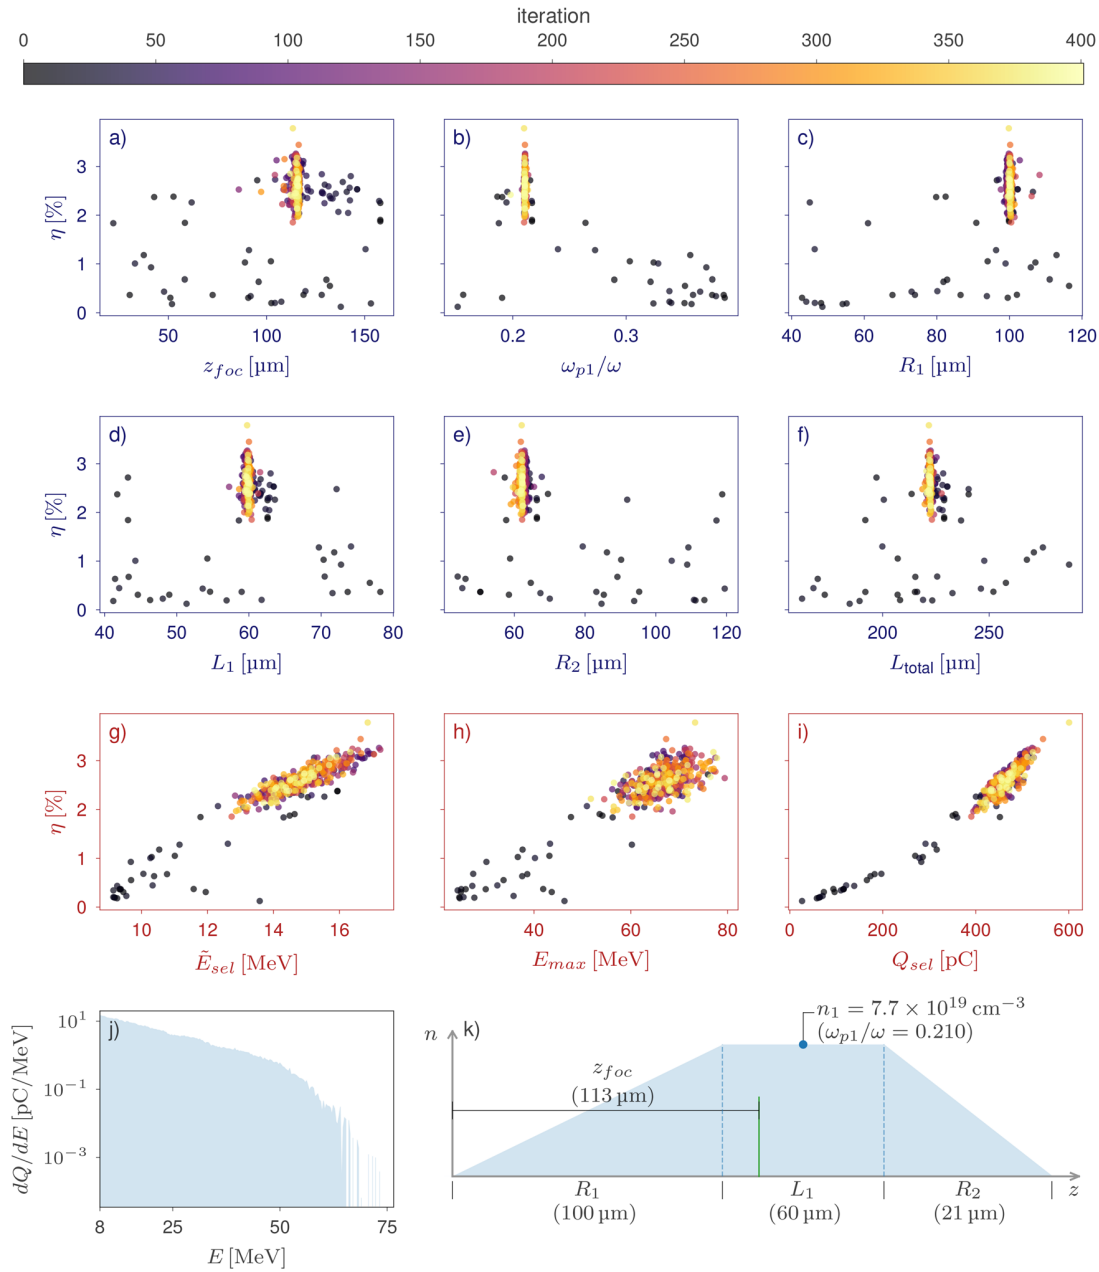 iteration
0 50 100 150 200 250 300 350 400
a) b) c)
η [%]
3
2
1
0
50 100 150
0.2 0.3
40 60 80 100 120
z_foc [µm] ω_p1/ω R_1 [µm]
d) e) f)
η [%]
3
2
1
0
40 50 60 70 80
60 80 100 120
200 250
L_1 [µm] R_2 [µm] L_total [µm]
g) h) i)
η [%]
3
2
1
0
10 12 14 16
40 60 80
0 200 400 600
Ẽ_sel [MeV] E_max [MeV] Q_sel [pC]
j)
dQ/dE [pC/MeV]
10^1
10^−1
10^−3
8 25 50 75
E [MeV]
k)
n
n_1 = 7.7 × 10^19 cm^−3
(ω_p1/ω = 0.210)
z_foc
(113 µm)
R_1 L_1 R_2 z
(100 µm) (60 µm) (21 µm)